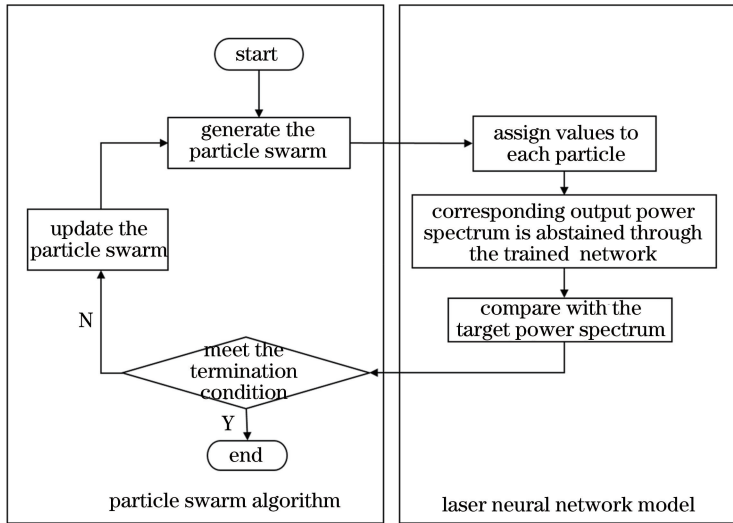 start
generate the
particle swarm
assign values to
each particle
update the
particle swarm
corresponding output power
spectrum is abstained through
the trained network
compare with the
target power spectrum
N
meet the
termination
condition
Y
end
particle swarm algorithm
laser neural network model